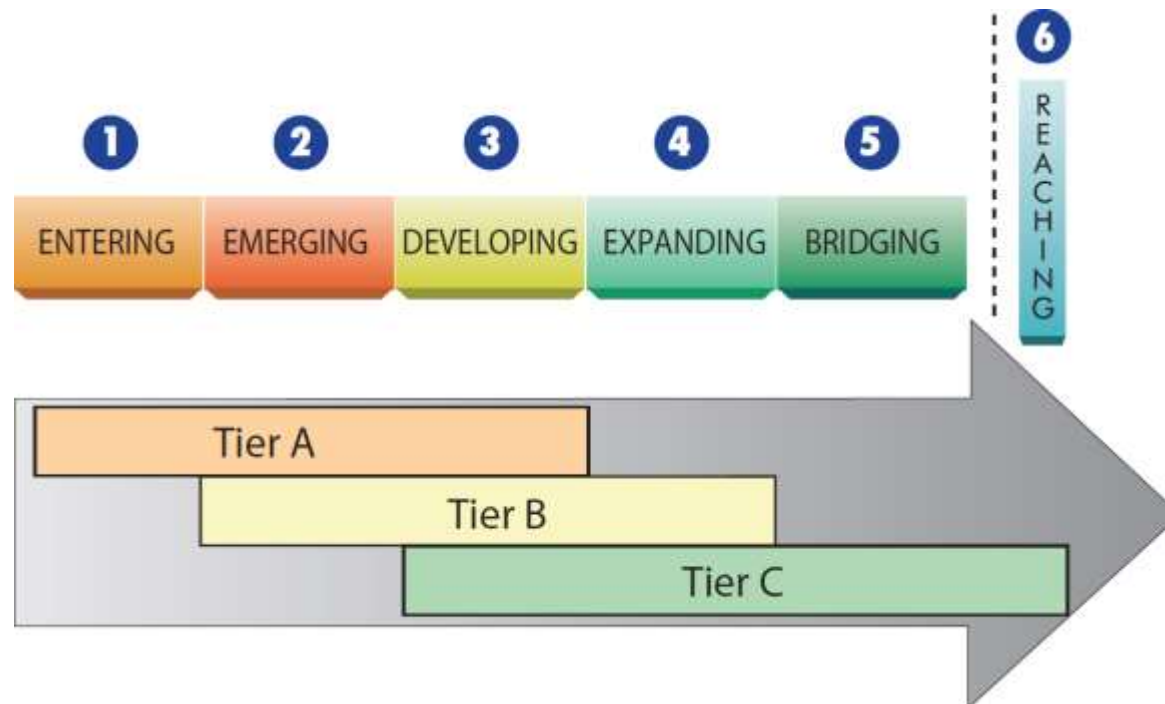 6
REACHING
1 2 3 4 5
ENTERING EMERGING DEVELOPING EXPANDING BRIDGING
Tier A
Tier B
Tier C